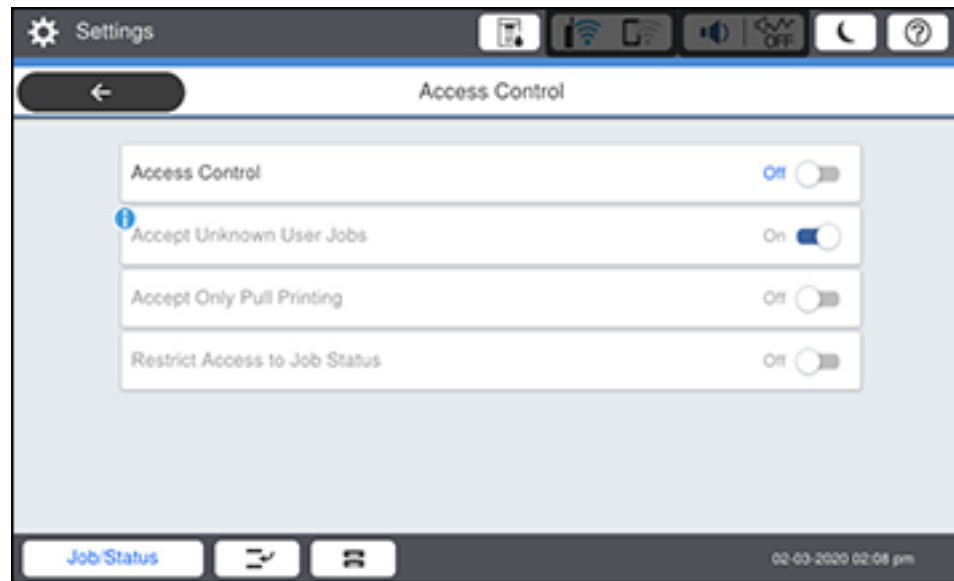 Settings
OFF
Access Control
Access Control Off
Accept Unknown User Jobs On
Accept Only Pull Printing Off
Restrict Access to Job Status Off
Job/Status
02-03-2020 02:08 pm